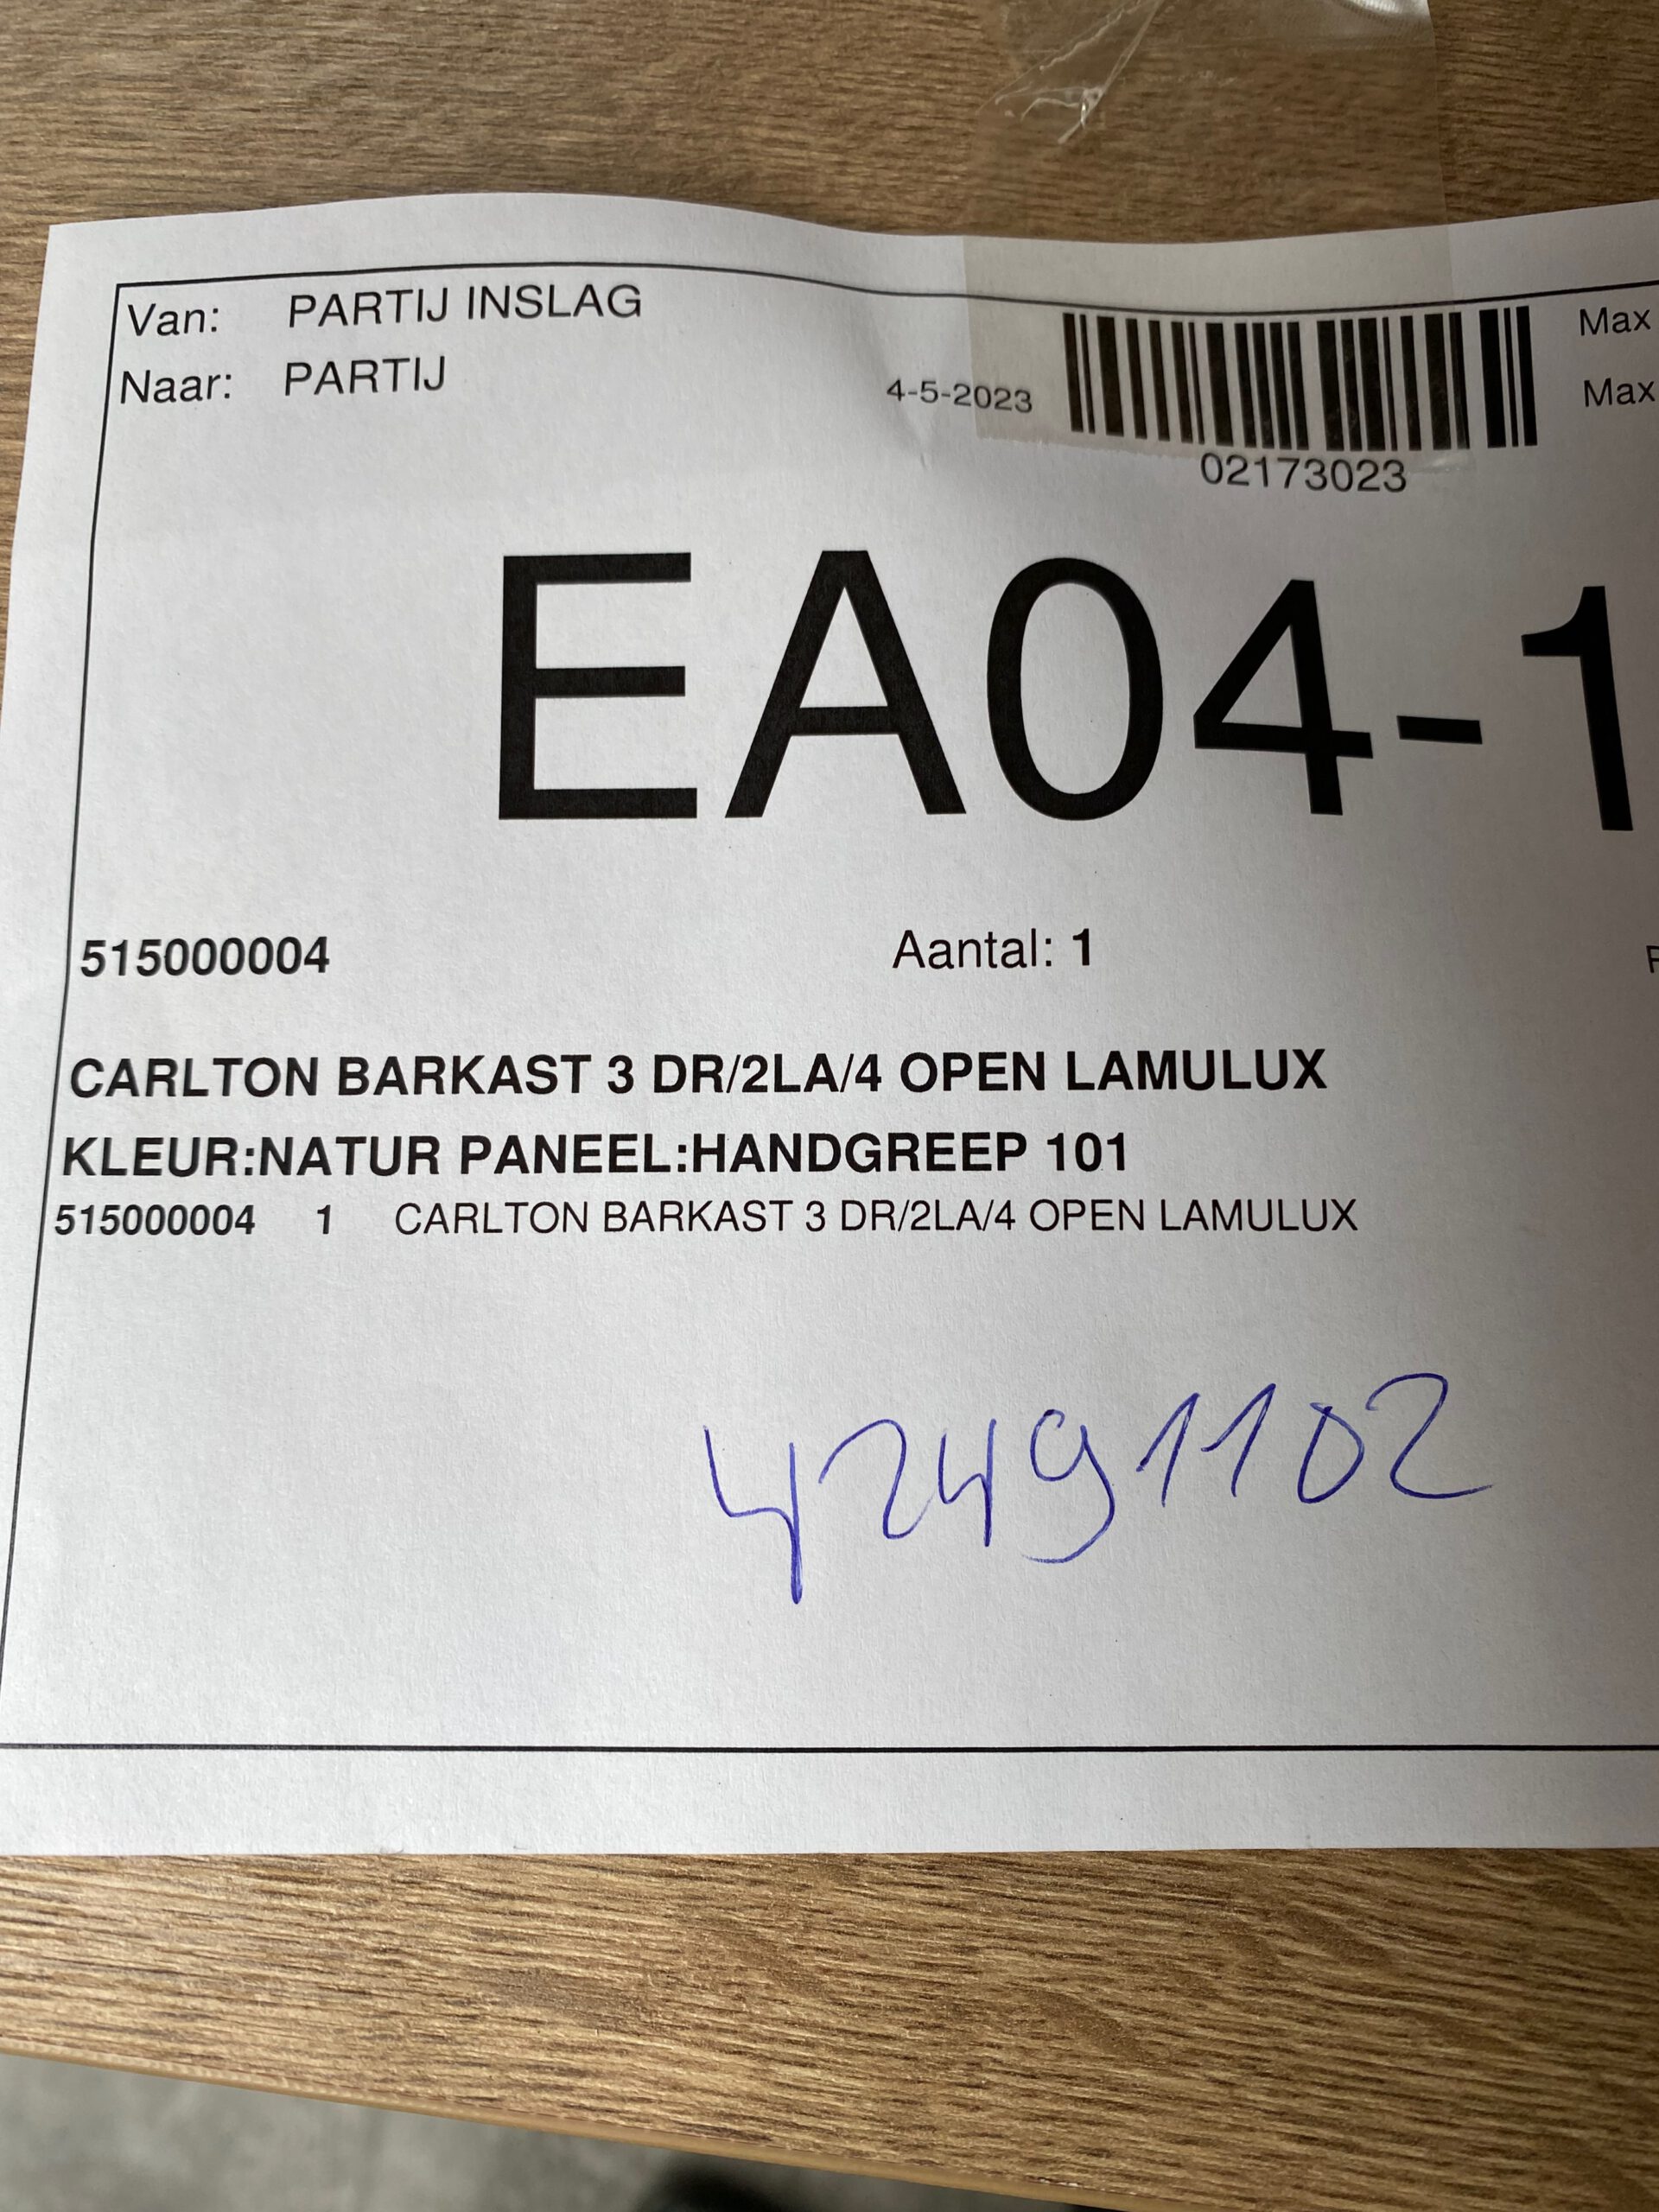 Van: PARTIJ INSLAG
Naar: PARTIJ
4-5-2023
Max
Max
02173023
EA04-1
515000004 Aantal: 1
CARLTON BARKAST 3 DR/2LA/4 OPEN LAMULUX
KLEUR:NATUR PANEEL:HANDGREEP 101
515000004 1 CARLTON BARKAST 3 DR/2LA/4 OPEN LAMULUX
42491102